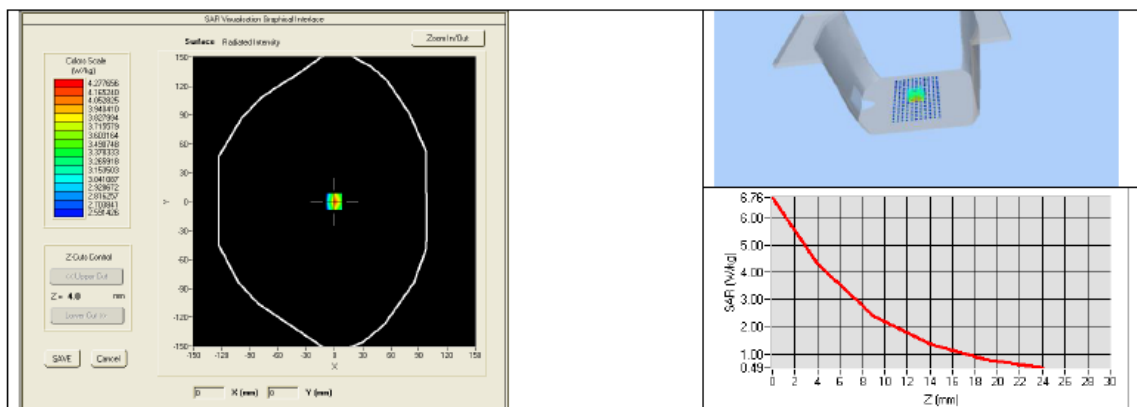 SAR Visualisation Graphical Interface
Surface Radiated Intensity
Zoom In/Out
Colors Scale
(W/kg)
4.277656
4.165240
4.052825
3.940410
3.827994
3.715579
3.603164
3.490748
3.378333
3.265918
3.153503
3.041087
2.928672
2.816257
2.703841
2.591426
Z-Cuts Control
<< Upper Cut
Z = 4.0 mm
Lower Cut >>
SAVE Cancel
150
120
90
60
30
0
-30
-60
-90
-120
-150
Y
-150 -120 -90 -60 -30 0 30 60 90 120 150
X
0 X (mm) 0 Y (mm)
6.76
5.00
4.00
3.00
2.00
1.00
0.49
SAR (W/kg)
0 2 4 6 8 10 12 14 16 18 20 22 24 26 28 30
Z (mm)